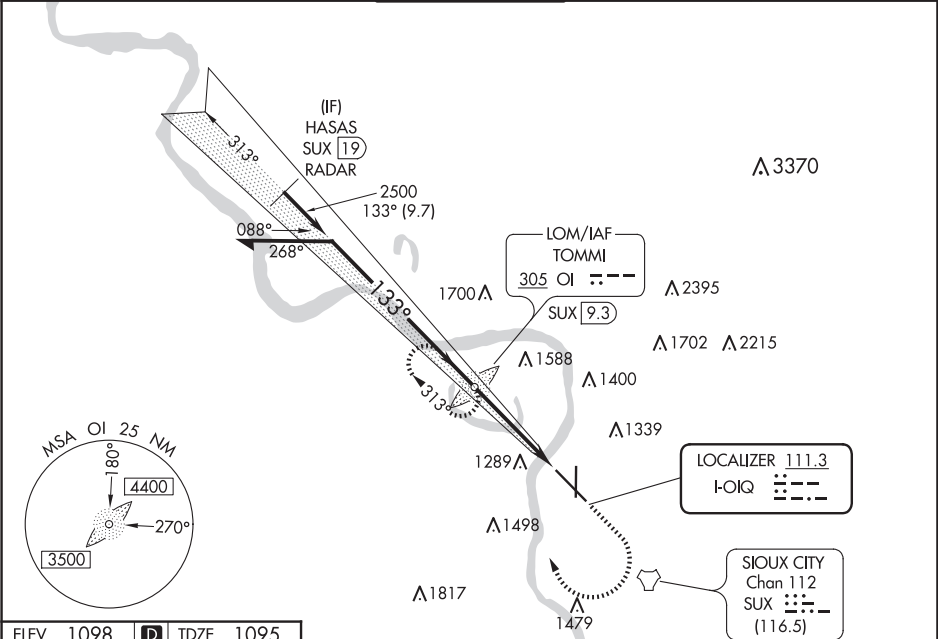 (IF)
HASAS
SUX 19
RADAR
313°
2500
133° (9.7)
088°
268°
3370
LOM/IAF
TOMMI
305 OI
SUX 9.3
1700
2395
133°
1588
1702
2215
1400
313°
1339
1289
LOCALIZER 111.3
I-OIQ
MSA OI 25 NM
180°
4400
270°
3500
1498
SIOUX CITY
Chan 112
SUX
(116.5)
1817
1479
ELEV 1098 D TDZE 1095